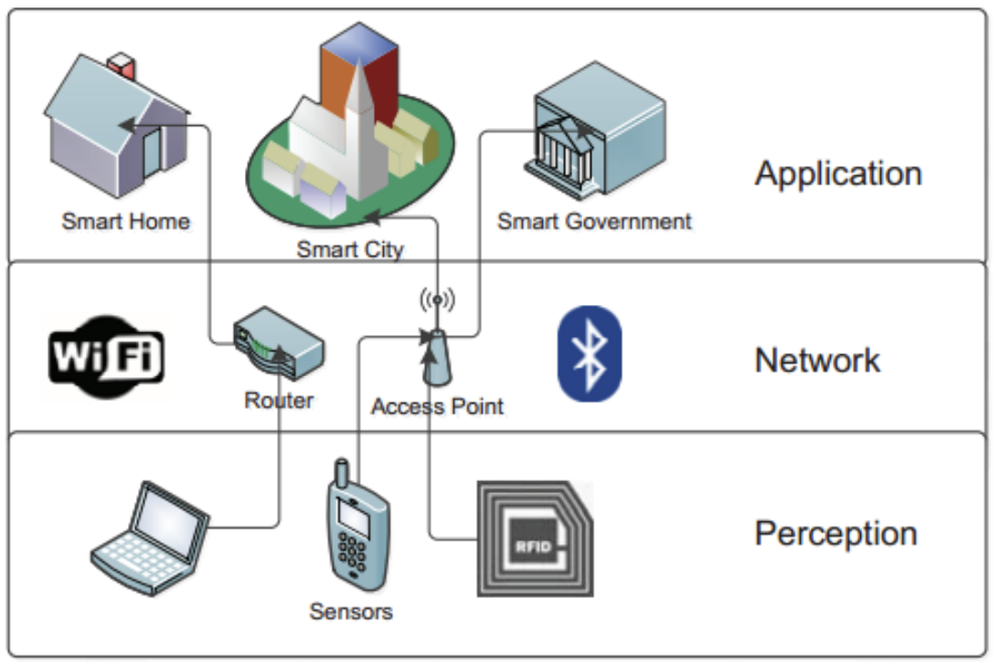 Smart Home
Smart City
Smart Government
Application
WiFi
Router
Access Point
Network
Sensors
RFID
Perception